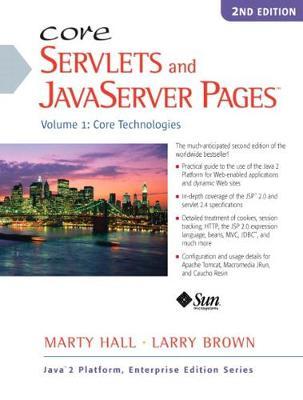 2ND EDITION
core
SERVLETS and
JAVASERVER PAGES™
Volume 1: Core Technologies
The much-anticipated second edition of the
worldwide bestseller!
• Practical guide to the use of the Java 2
Platform for Web-enabled applications
and dynamic Web sites
• In-depth coverage of the JSP™ 2.0 and
servlet 2.4 specifications
• Detailed treatment of cookies, session
tracking, HTTP, the JSP 2.0 expression
language, beans, MVC, JDBC™, and
much more
• Configuration and usage details for
Apache Tomcat, Macromedia JRun,
and Caucho Resin
Sun
microsystems
MARTY HALL • LARRY BROWN
Java™2 Platform, Enterprise Edition Series